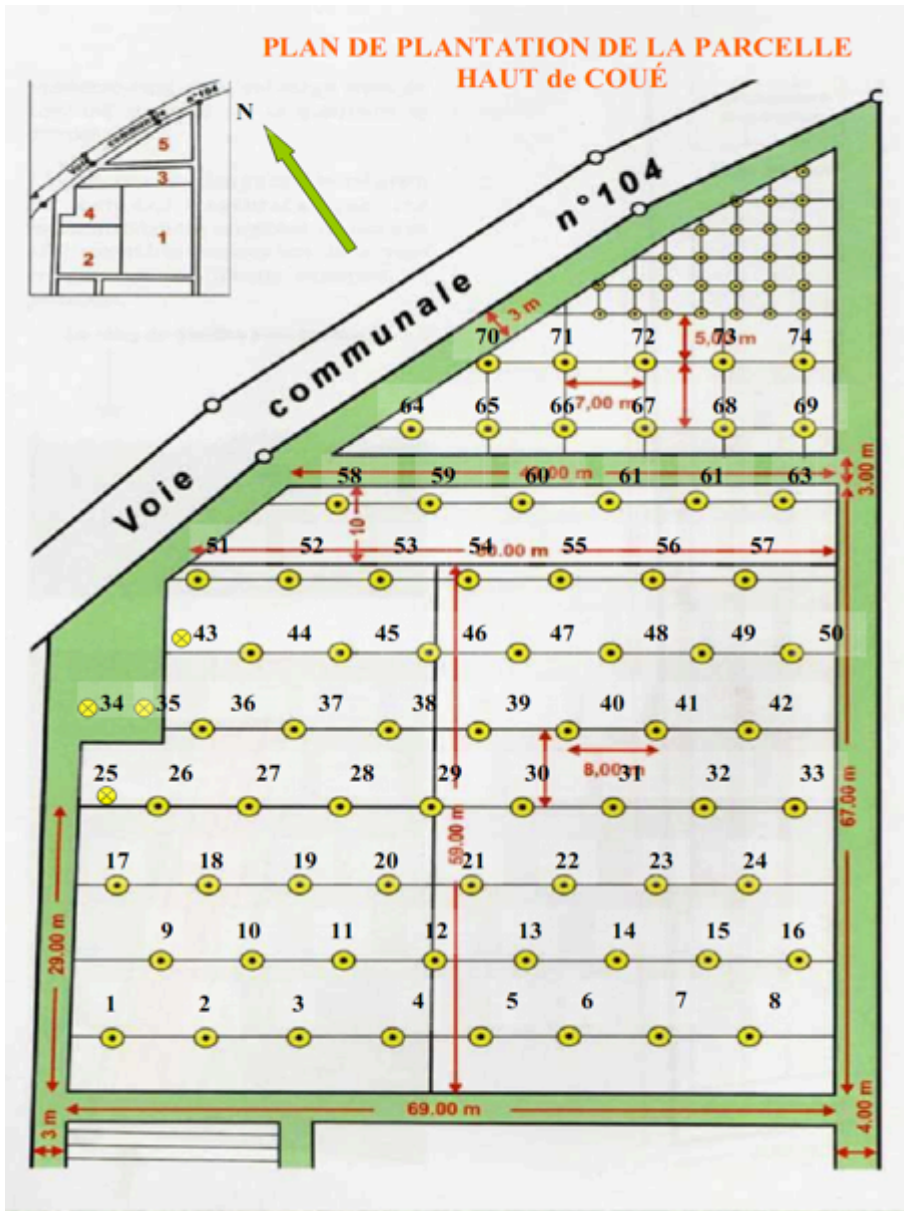 PLAN DE PLANTATION DE LA PARCELLE
HAUT de COUÉ
N
Voie communale n°104
5
3
4
1
2
Voie communale n°104
3 m
70 71 72 73 74
5,00 m
7,00 m
64 65 66 67 68 69
3.00 m
58 59 60 61 61 63
10
51 52 53 54 55 56 57
43 44 45 46 47 48 49 50
34 35 36 37 38 39 40 41 42
8,00 m
25 26 27 28 29 30 31 32 33
67.00 m
59.00 m
17 18 19 20 21 22 23 24
29.00 m
9 10 11 12 13 14 15 16
1 2 3 4 5 6 7 8
69.00 m
3 m
4.00 m